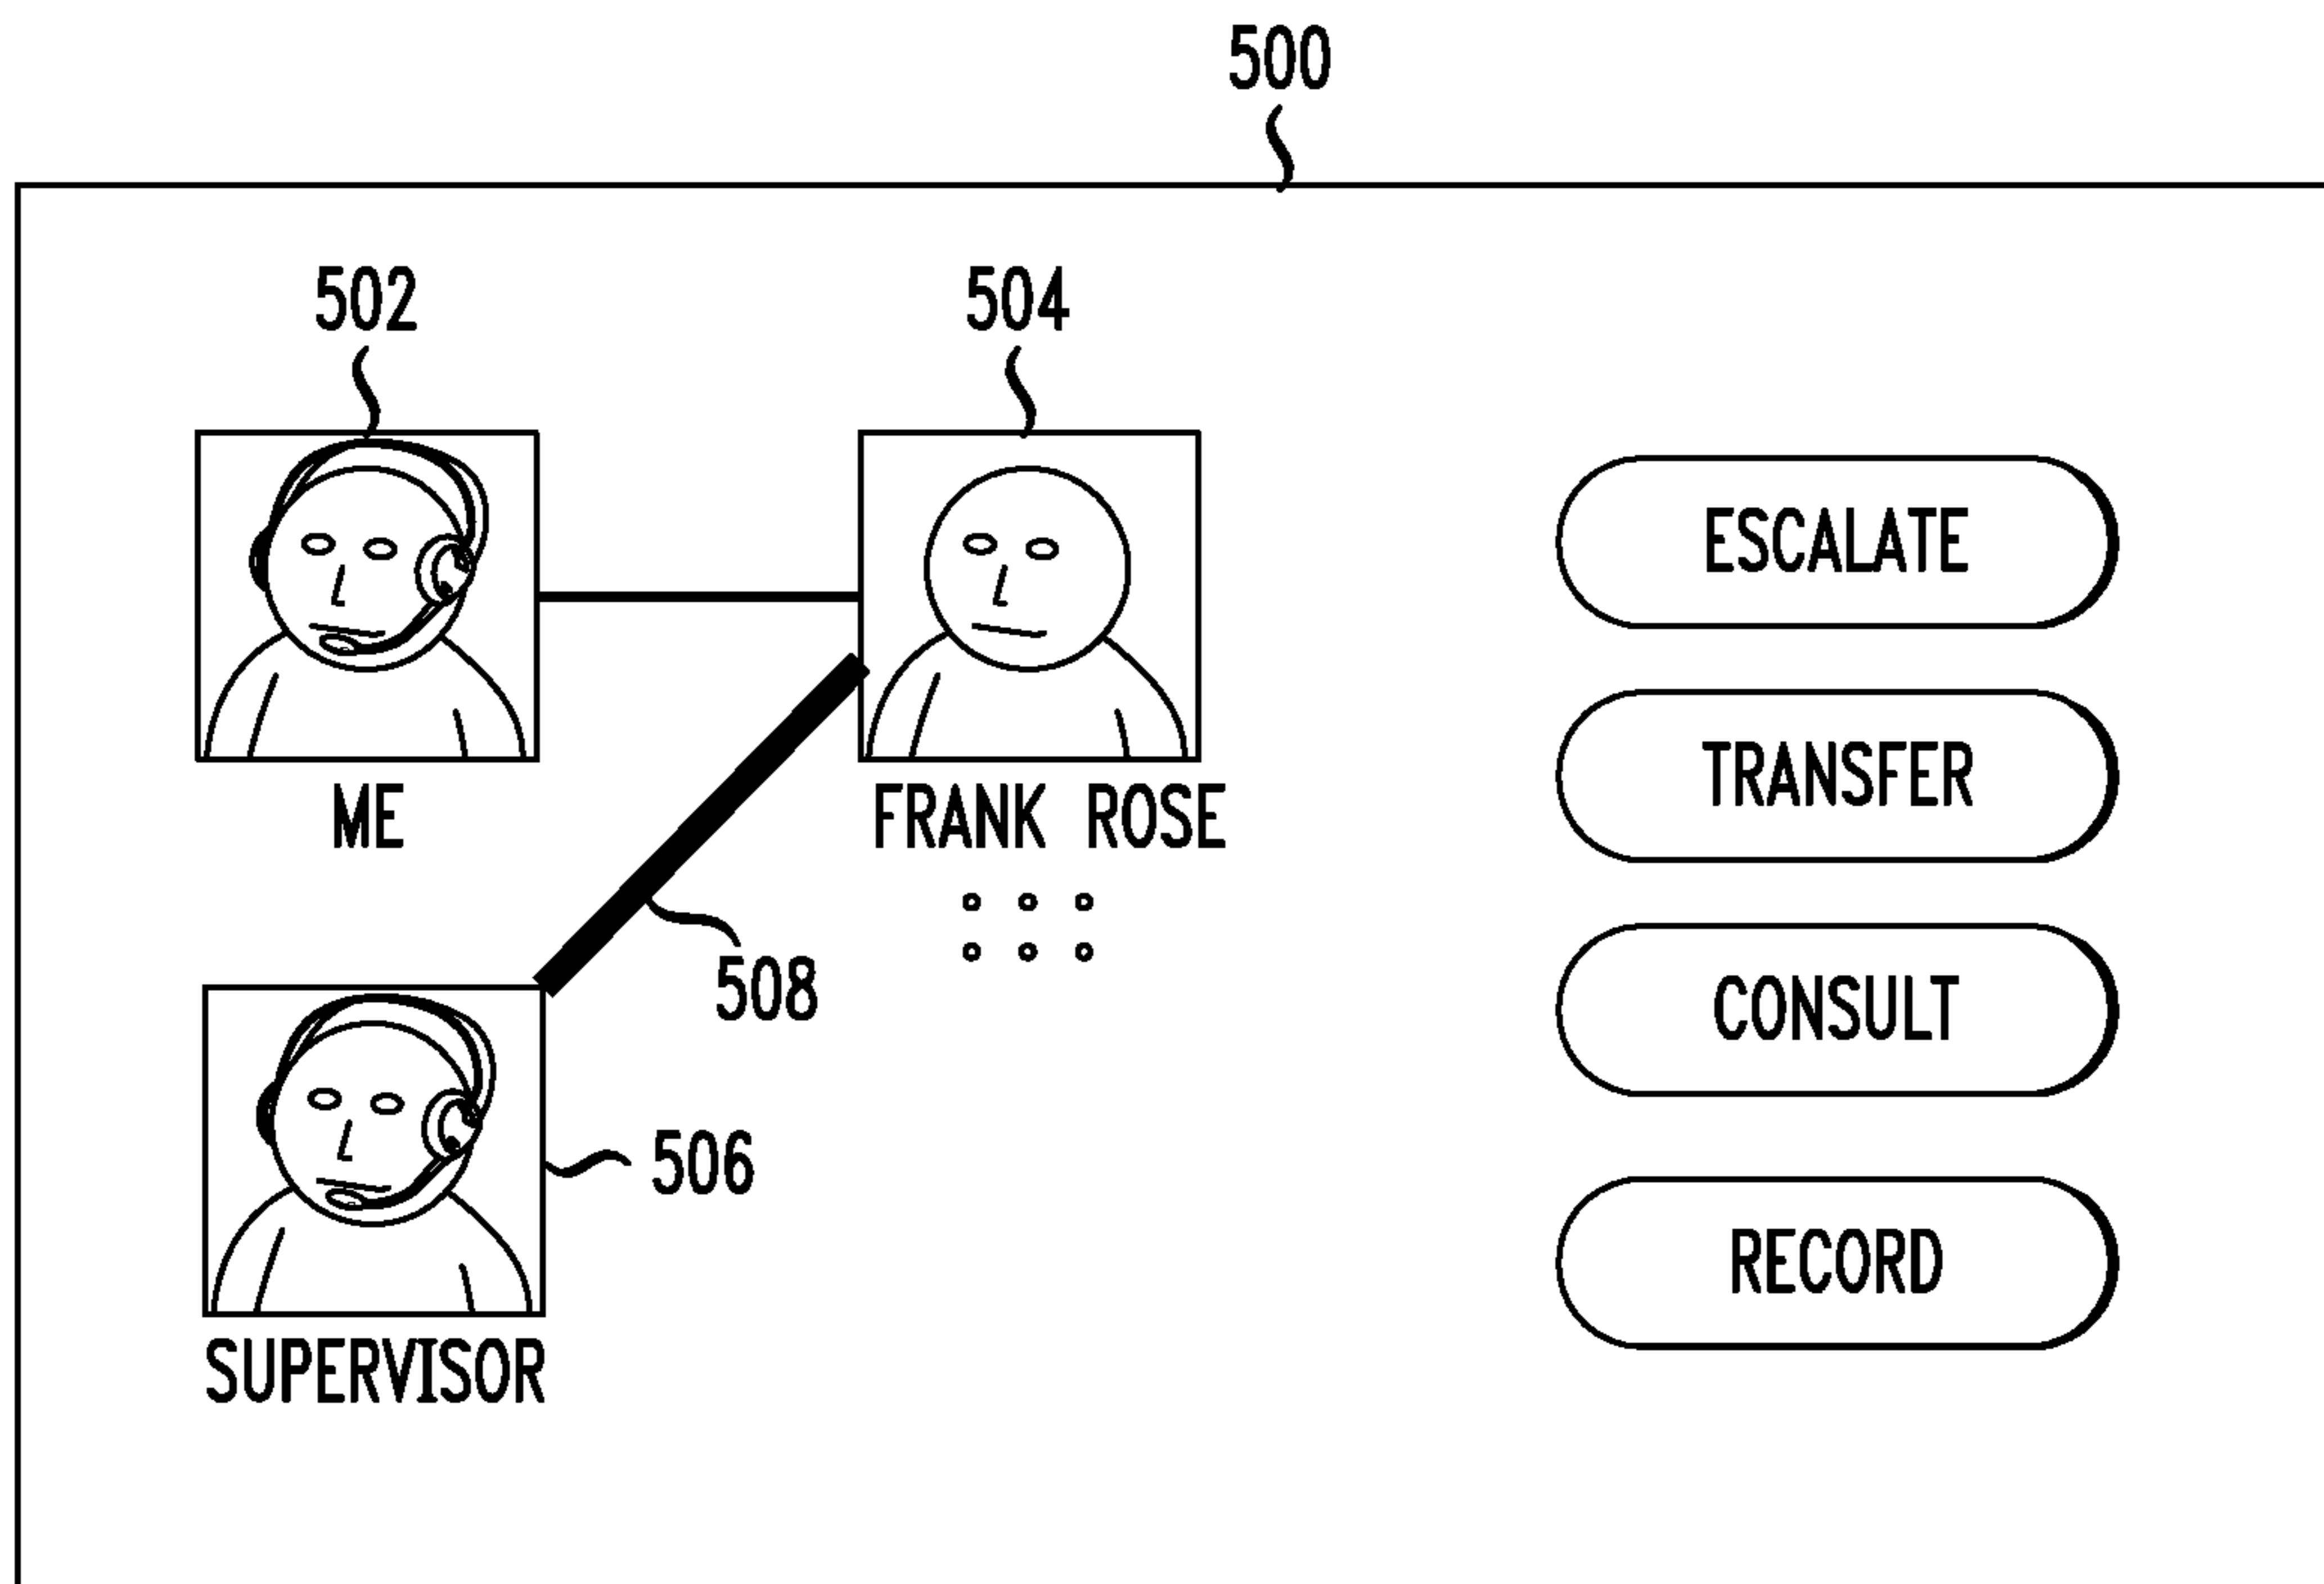 500
502
504
ME
FRANK ROSE
508
506
SUPERVISOR
ESCALATE
TRANSFER
CONSULT
RECORD